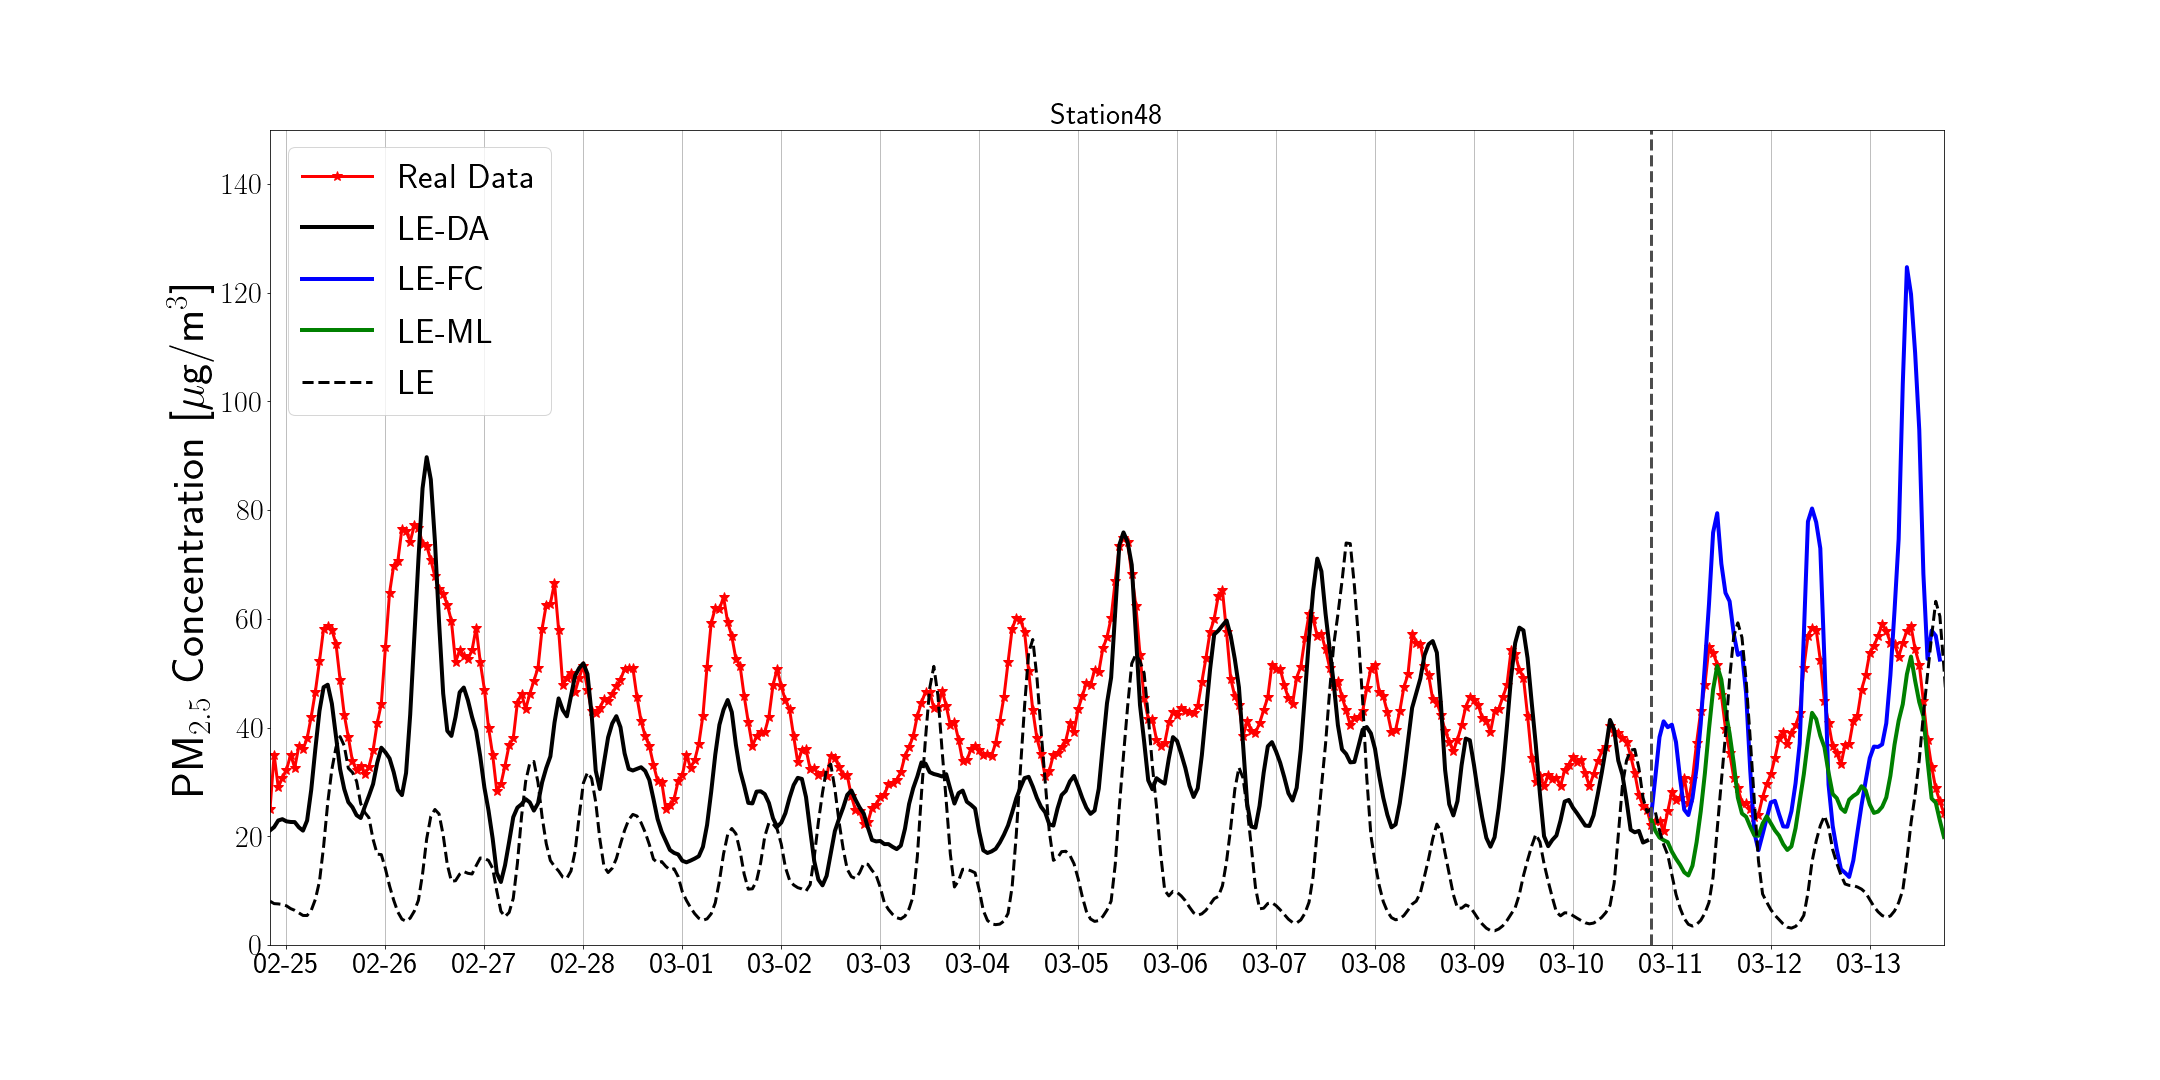 Station48
Real Data
LE-DA
LE-FC
LE-ML
LE
PM2.5 Concentration [μg/m³]
140
120
100
80
60
40
20
0
02-25 02-26 02-27 02-28 03-01 03-02 03-03 03-04 03-05 03-06 03-07 03-08 03-09 03-10 03-11 03-12 03-13